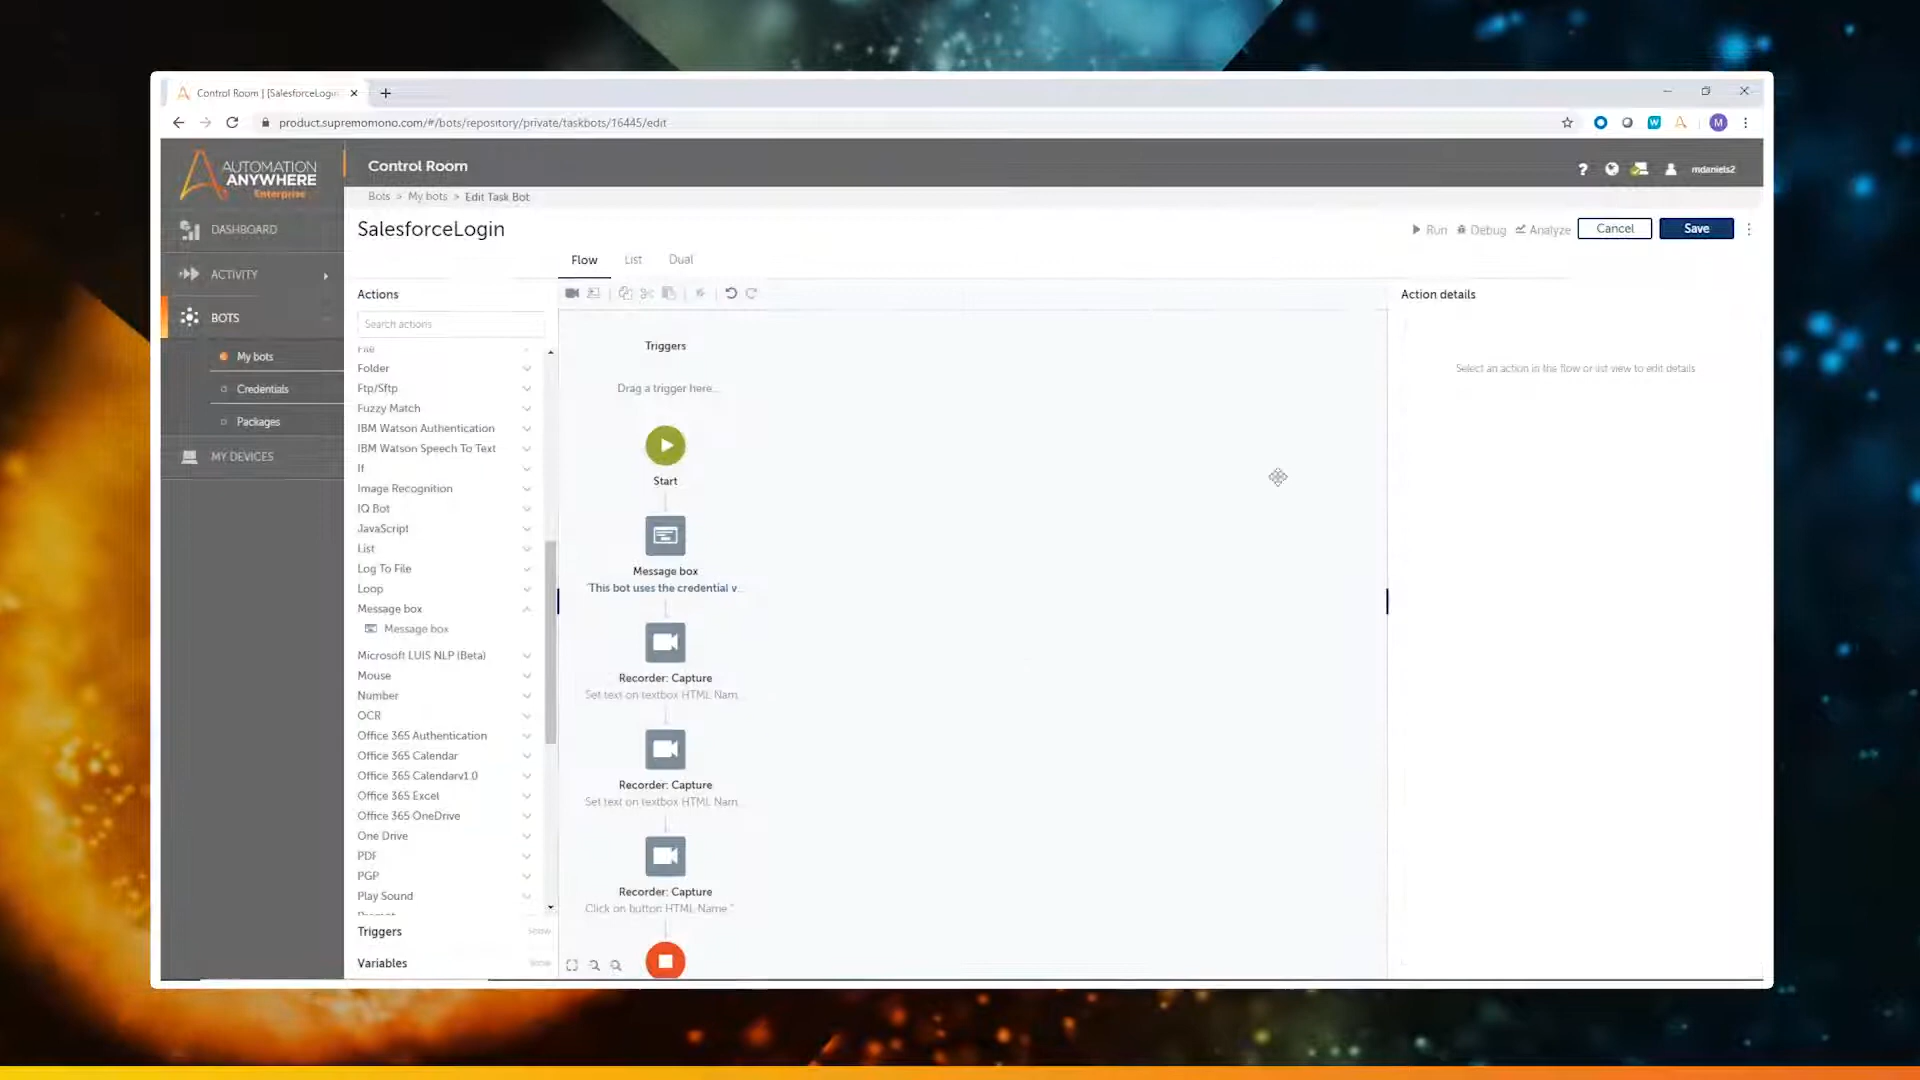 Control Room | [SalesforceLogin
product.supremomono.com/#/bots/repository/private/taskbots/16445/edit
W
M
AUTOMATION
ANYWHERE
Enterprise
Control Room
mdaniels2
Bots > My bots > Edit Task Bot
SalesforceLogin
Run
Debug
Analyze
Cancel
Save
Flow
List
Dual
DASHBOARD
ACTIVITY
BOTS
My bots
Credentials
Packages
MY DEVICES
Actions
Search actions
File
Folder
Ftp/Sftp
Fuzzy Match
IBM Watson Authentication
IBM Watson Speech To Text
If
Image Recognition
IQ Bot
JavaScript
List
Log To File
Loop
Message box
Message box
Microsoft LUIS NLP (Beta)
Mouse
Number
OCR
Office 365 Authentication
Office 365 Calendar
Office 365 Calendarv1.0
Office 365 Excel
Office 365 OneDrive
One Drive
PDF
PGP
Play Sound
Prompt
Triggers
Show
Variables
Show
Triggers
Drag a trigger here...
Start
Message box
"This bot uses the credential v...
Recorder: Capture
Set text on textbox HTML Nam...
Recorder: Capture
Set text on textbox HTML Nam...
Recorder: Capture
Click on button HTML Name "
Action details
Select an action in the flow or list view to edit details